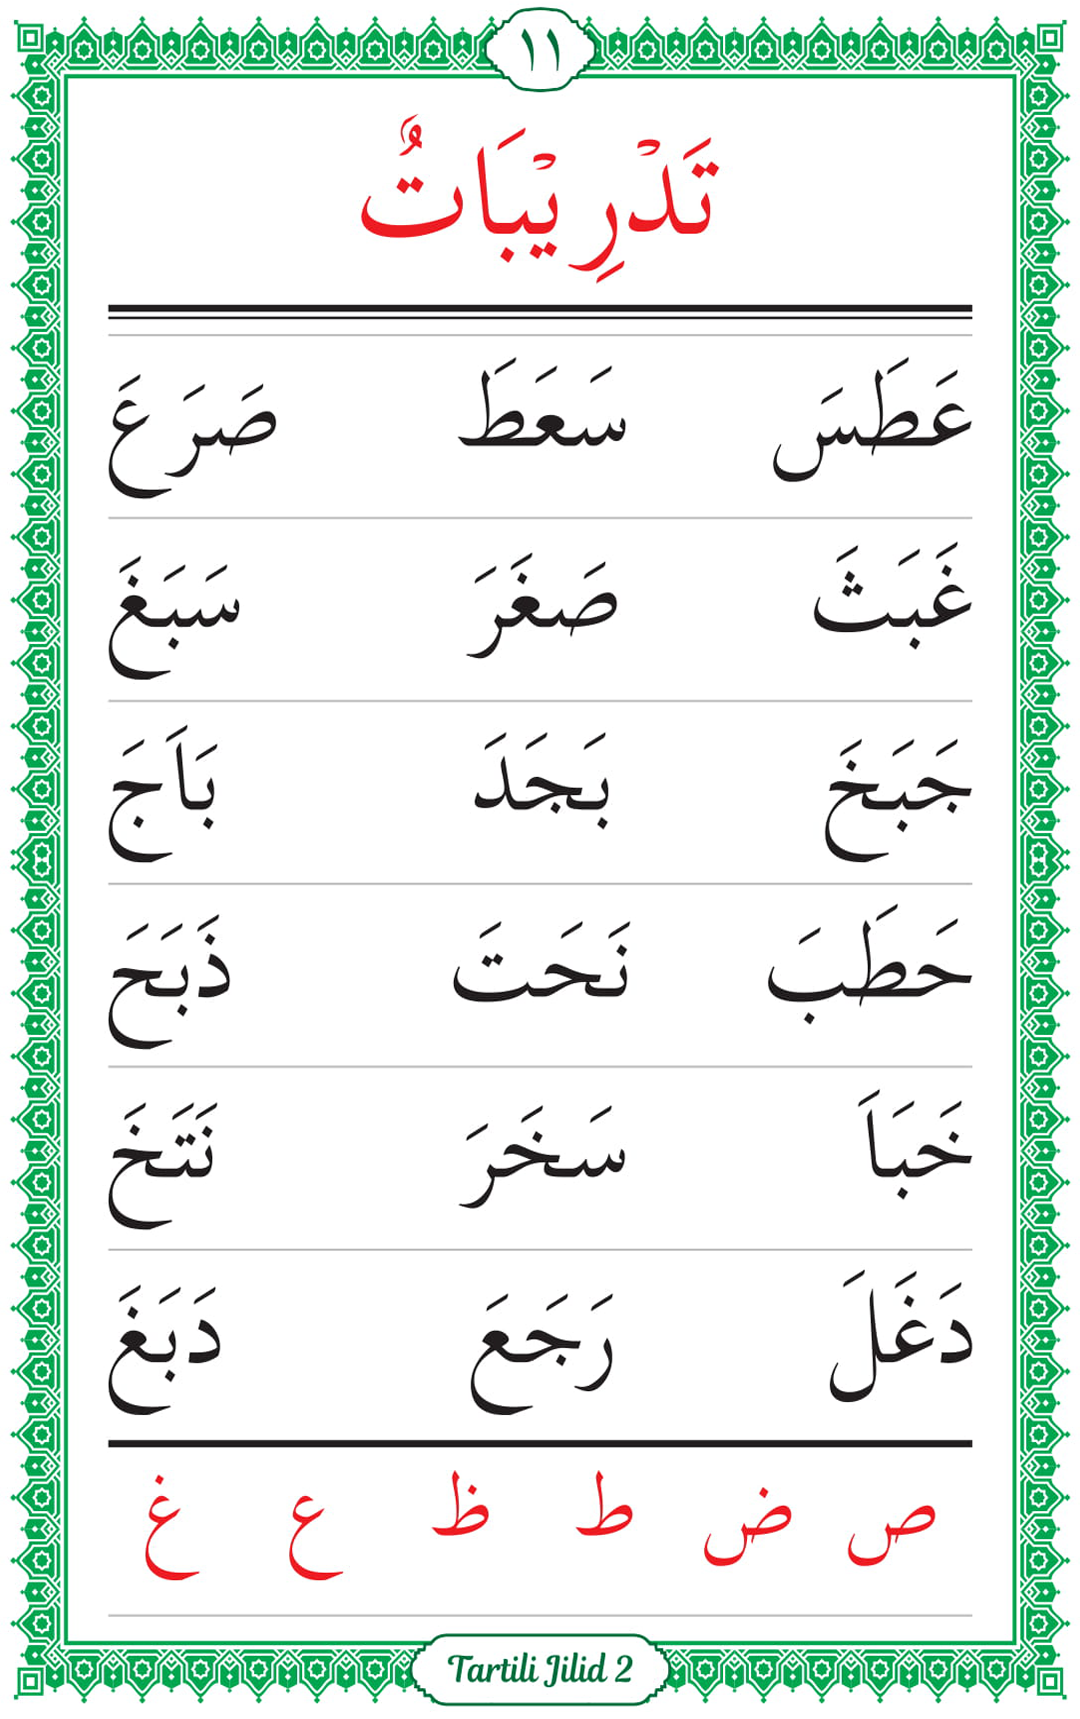 ١١
تَدْرِيْبَاتٌ
عَطَسَ سَعَطَ صَرَعَ
غَبَثَ صَغَرَ سَبَغَ
جَبَخَ بَجَدَ بَاَجَ
حَطَبَ نَحَتَ ذَبَحَ
خَبَاَ سَخَرَ نَتَخَ
دَغَلَ رَجَعَ دَبَغَ
ص ض ط ظ ع غ
Tartili Jilid 2